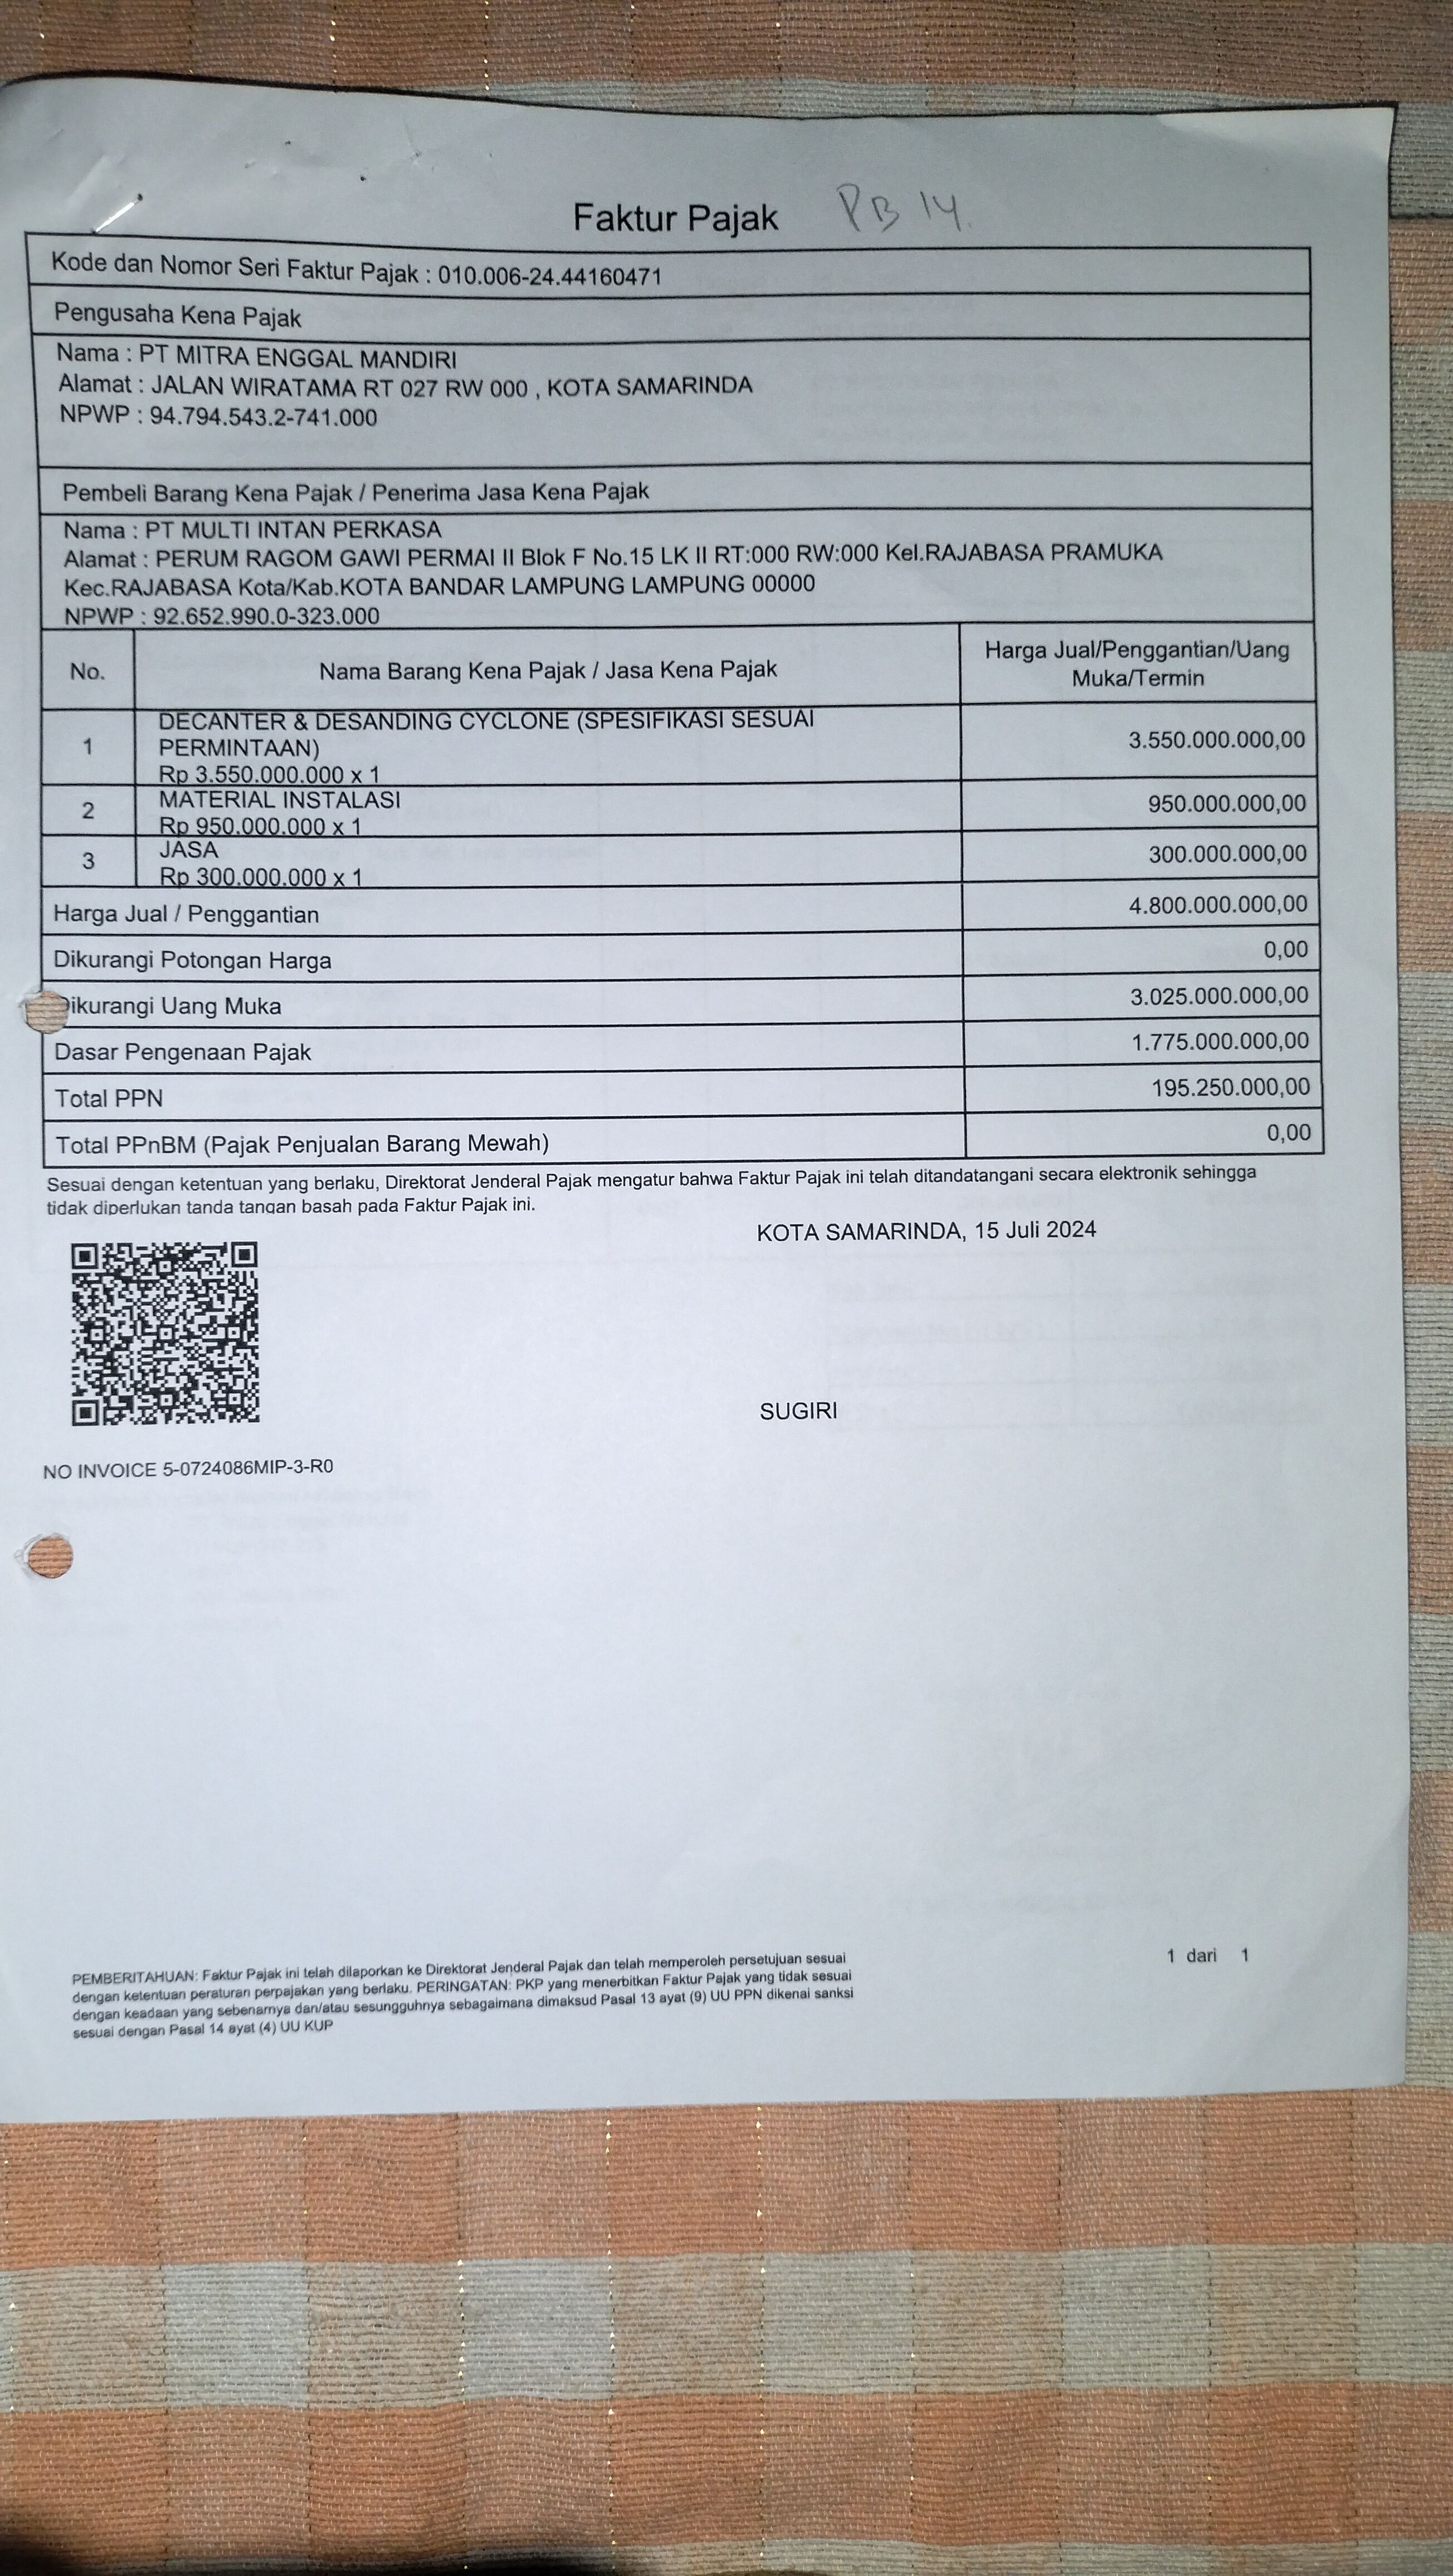 Faktur Pajak PB 14.
Kode dan Nomor Seri Faktur Pajak : 010.006-24.44160471
Pengusaha Kena Pajak
Nama : PT MITRA ENGGAL MANDIRI
Alamat : JALAN WIRATAMA RT 027 RW 000 , KOTA SAMARINDA
NPWP : 94.794.543.2-741.000
Pembeli Barang Kena Pajak / Penerima Jasa Kena Pajak
Nama : PT MULTI INTAN PERKASA
Alamat : PERUM RAGOM GAWI PERMAI II Blok F No.15 LK II RT:000 RW:000 Kel.RAJABASA PRAMUKA
Kec.RAJABASA Kota/Kab.KOTA BANDAR LAMPUNG LAMPUNG 00000
NPWP : 92.652.990.0-323.000
No. Nama Barang Kena Pajak / Jasa Kena Pajak Harga Jual/Penggantian/Uang
Muka/Termin
DECANTER & DESANDING CYCLONE (SPESIFIKASI SESUAI
1 PERMINTAAN) 3.550.000.000,00
Rp 3.550.000.000 x 1
2 MATERIAL INSTALASI 950.000.000,00
Rp 950.000.000 x 1
3 JASA 300.000.000,00
Rp 300.000.000 x 1
Harga Jual / Penggantian 4.800.000.000,00
Dikurangi Potongan Harga 0,00
ikurangi Uang Muka 3.025.000.000,00
Dasar Pengenaan Pajak 1.775.000.000,00
Total PPN 195.250.000,00
Total PPnBM (Pajak Penjualan Barang Mewah) 0,00
Sesuai dengan ketentuan yang berlaku, Direktorat Jenderal Pajak mengatur bahwa Faktur Pajak ini telah ditandatangani secara elektronik sehingga
tidak diperlukan tanda tangan basah pada Faktur Pajak ini.
KOTA SAMARINDA, 15 Juli 2024
SUGIRI
NO INVOICE 5-0724086MIP-3-R0
PEMBERITAHUAN: Faktur Pajak ini telah dilaporkan ke Direktorat Jenderal Pajak dan telah memperoleh persetujuan sesuai
dengan ketentuan peraturan perpajakan yang berlaku. PERINGATAN: PKP yang menerbitkan Faktur Pajak yang tidak sesuai
dengan keadaan yang sebenarnya dan/atau sesungguhnya sebagaimana dimaksud Pasal 13 ayat (9) UU PPN dikenai sanksi
sesuai dengan Pasal 14 ayat (4) UU KUP
1 dari 1